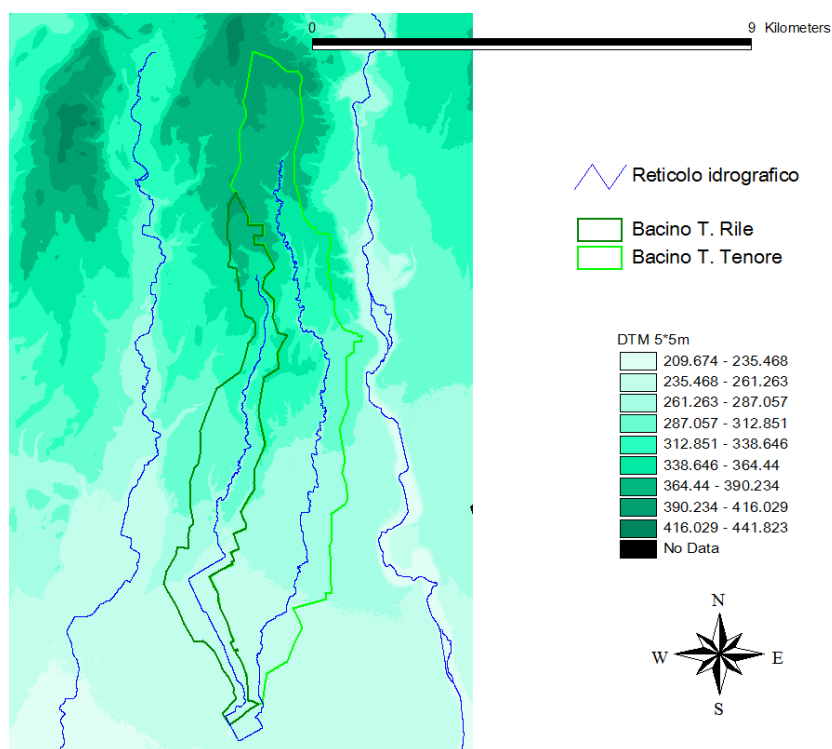 0 9 Kilometers
Reticolo idrografico
Bacino T. Rile
Bacino T. Tenore
DTM 5*5m
209.674 - 235.468
235.468 - 261.263
261.263 - 287.057
287.057 - 312.851
312.851 - 338.646
338.646 - 364.44
364.44 - 390.234
390.234 - 416.029
416.029 - 441.823
No Data
N
W E
S